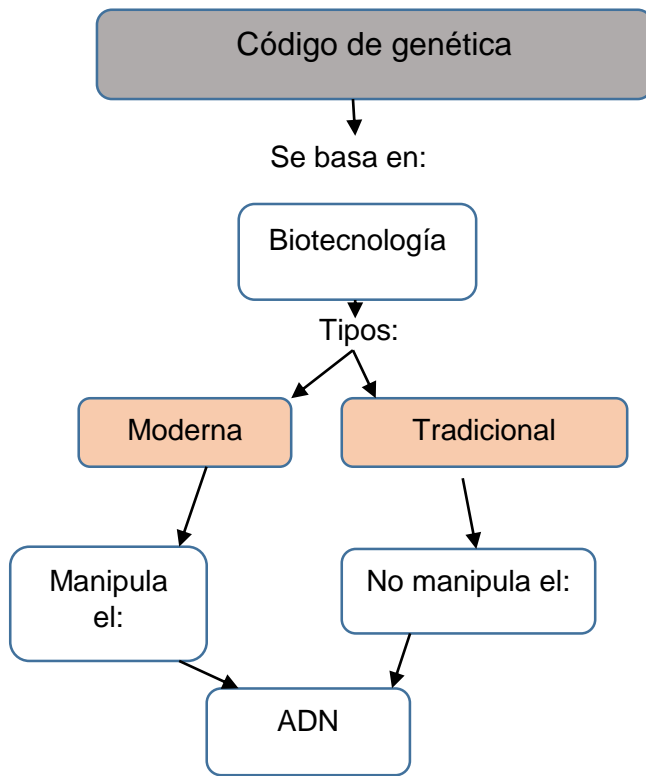 Código de genética
Se basa en:
Biotecnología
Tipos:
Moderna
Tradicional
Manipula
el:
No manipula el:
ADN